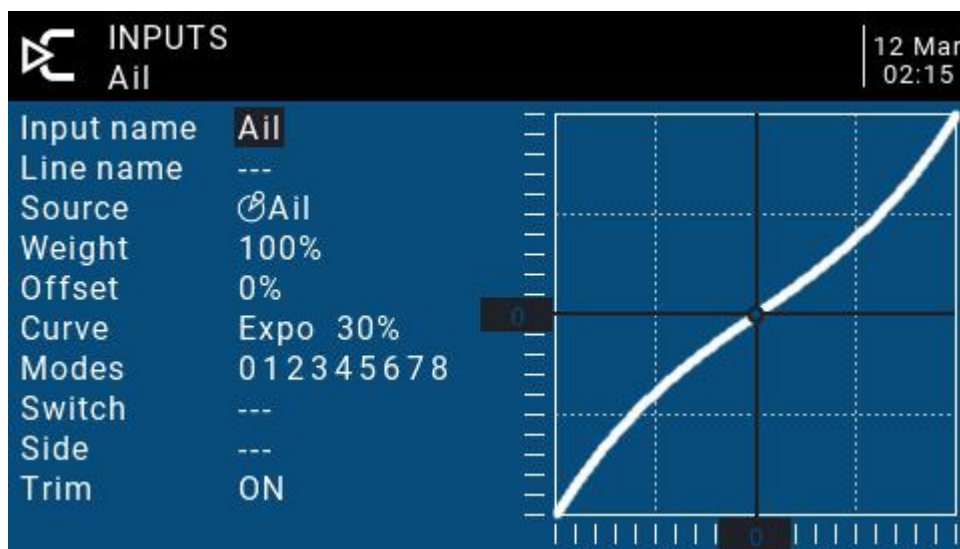 INPUTS
Ail
12 Mar
02:15
Input name Ail
Line name ---
Source Ail
Weight 100%
Offset 0%
Curve Expo 30%
Modes 012345678
Switch ---
Side ---
Trim ON
0
0